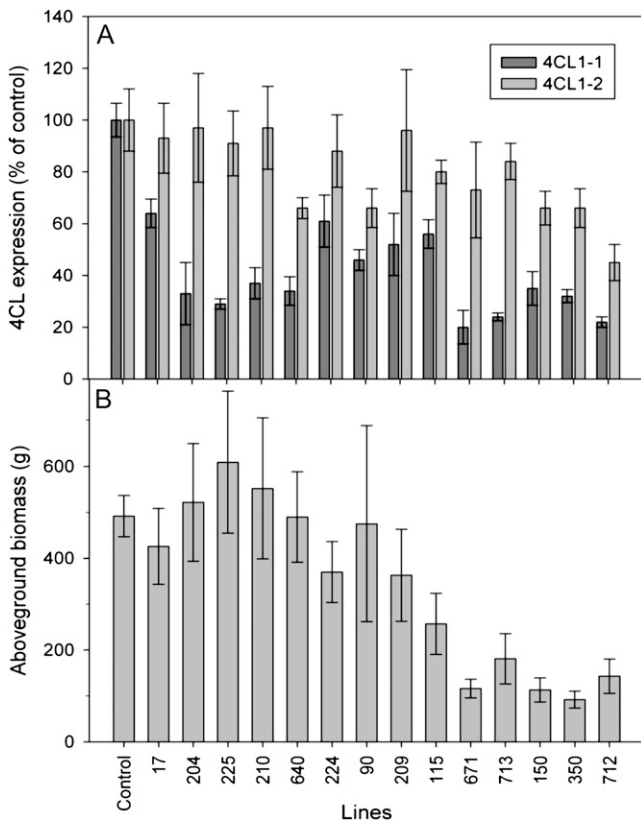 A
4CL expression (% of control)
140
120
100
80
60
40
20
0
4CL1-1
4CL1-2
B
Aboveground biomass (g)
600
400
200
0
Control 17 204 225 210 640 224 90 209 115 671 713 150 350 712
Lines